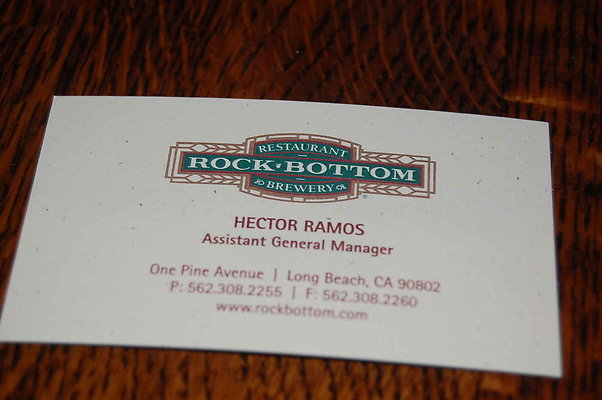 RESTAURANT
ROCK BOTTOM
BREWERY
®
HECTOR RAMOS
Assistant General Manager
One Pine Avenue | Long Beach, CA 90802
P: 562.308.2255 | F: 562.308.2260
www.rockbottom.com